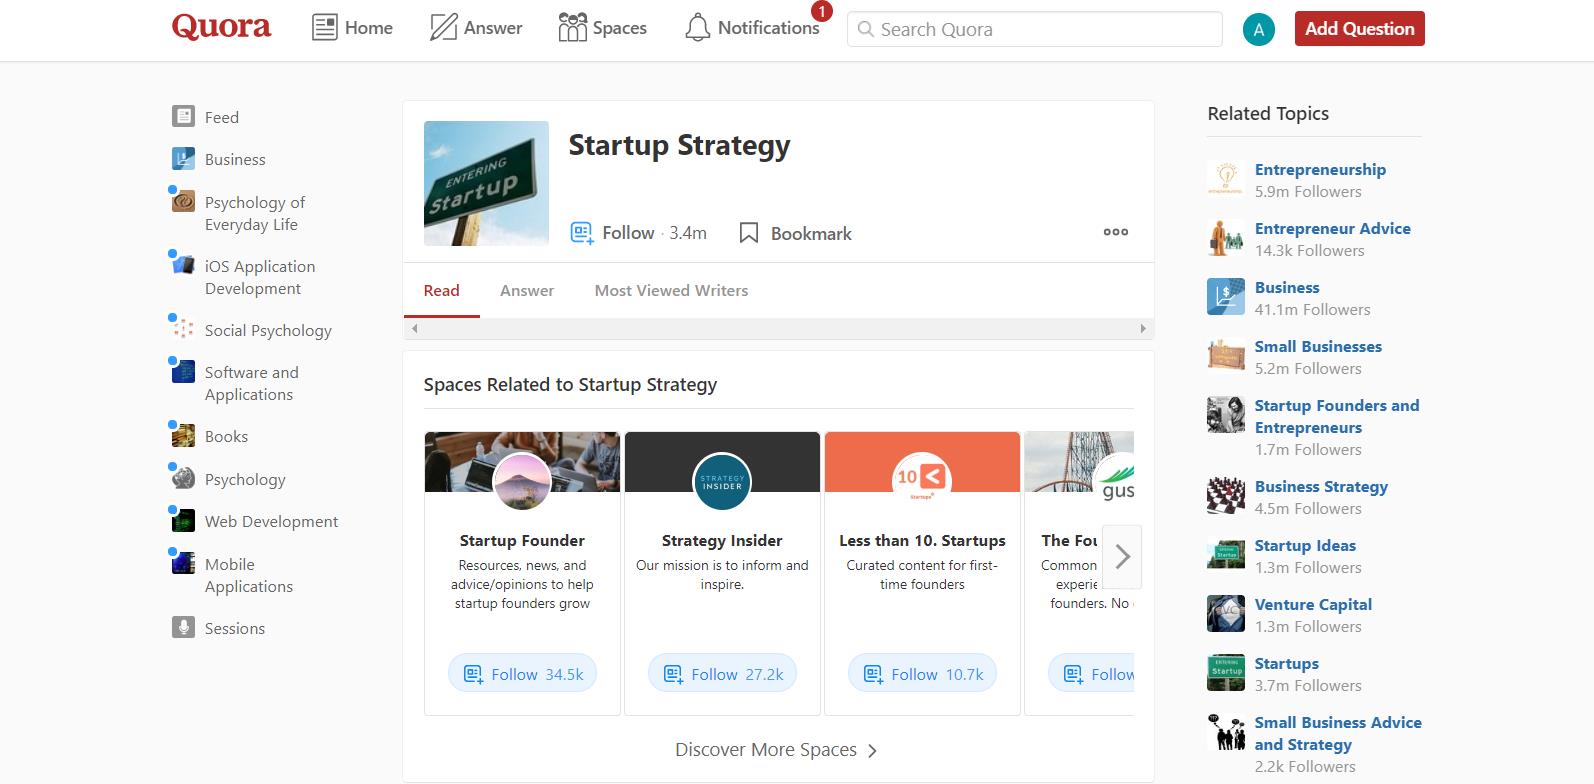 Quora
Home
Answer
Spaces
Notifications
1
Search Quora
A
Add Question
Feed
Business
Psychology of
Everyday Life
iOS Application
Development
Social Psychology
Software and
Applications
Books
Psychology
Web Development
Mobile
Applications
Sessions
ENTERING
Startup
Startup Strategy
Follow · 3.4m
Bookmark
Read
Answer
Most Viewed Writers
Spaces Related to Startup Strategy
Startup Founder
Resources, news, and
advice/opinions to help
startup founders grow
Follow 34.5k
STRATEGY
INSIDER
Strategy Insider
Our mission is to inform and
inspire.
Follow 27.2k
10
Startups
Less than 10. Startups
Curated content for first-
time founders
Follow 10.7k
gus
The Fou
Common
experie
founders. No
Follow
Discover More Spaces
Related Topics
Entrepreneurship
5.9m Followers
Entrepreneur Advice
14.3k Followers
Business
41.1m Followers
Small Businesses
5.2m Followers
Startup Founders and
Entrepreneurs
1.7m Followers
Business Strategy
4.5m Followers
Startup Ideas
1.3m Followers
Venture Capital
1.3m Followers
Startups
3.7m Followers
Small Business Advice
and Strategy
2.2k Followers